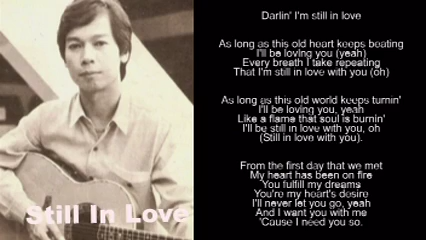 Still In Love
Darlin' I'm still in love
As long as this old heart keeps beating
I'll be loving you (yeah)
Every breath I take repeating
That I'm still in love with you (oh)
As long as this old world keeps turnin'
I'll be loving you, yeah
Like a flame that soul is burnin'
I'll be still in love with you, oh
(Still in love with you).
From the first day that we met
My heart has been on fire
You fulfill my dreams
You're my heart's desire
I'll never let you go, yeah
And I want you with me
'Cause I need you so.